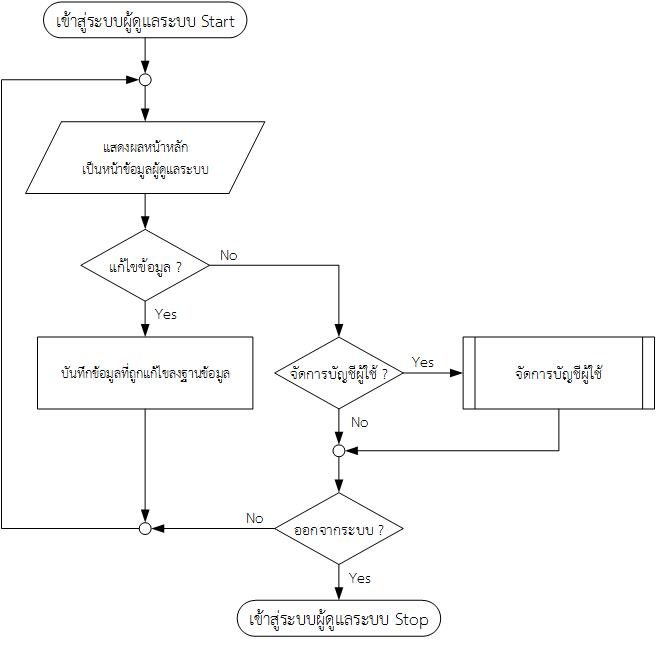 เข้าสู่ระบบผู้ดูแลระบบ Start
แสดงผลหน้าหลัก
เป็นหน้าข้อมูลผู้ดูแลระบบ
แก้ไขข้อมูล ?
No
Yes
บันทึกข้อมูลที่ถูกแก้ไขลงฐานข้อมูล
จัดการบัญชีผู้ใช้ ?
Yes
จัดการบัญชีผู้ใช้
No
ออกจากระบบ ?
No
Yes
เข้าสู่ระบบผู้ดูแลระบบ Stop